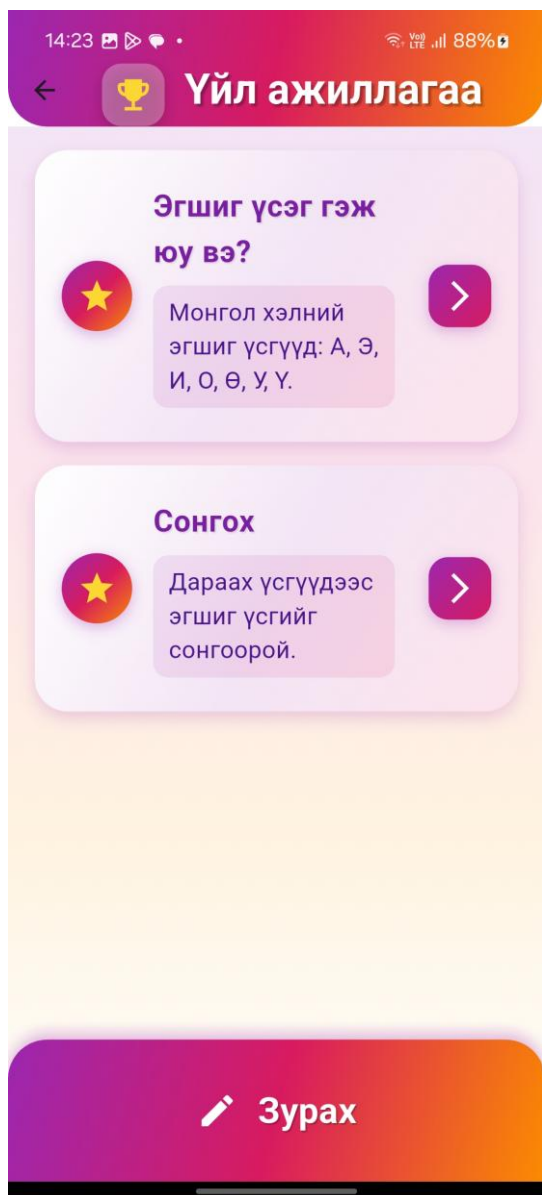 14:23
VoLTE 88%
Үйл ажиллагаа
Эгшиг үсэг гэж
юу вэ?
Монгол хэлний
эгшиг үсгүүд: А, Э,
И, О, Ө, У, Ү.
Сонгох
Дараах үсгүүдээс
эгшиг үсгийг
сонгоорой.
Зурах